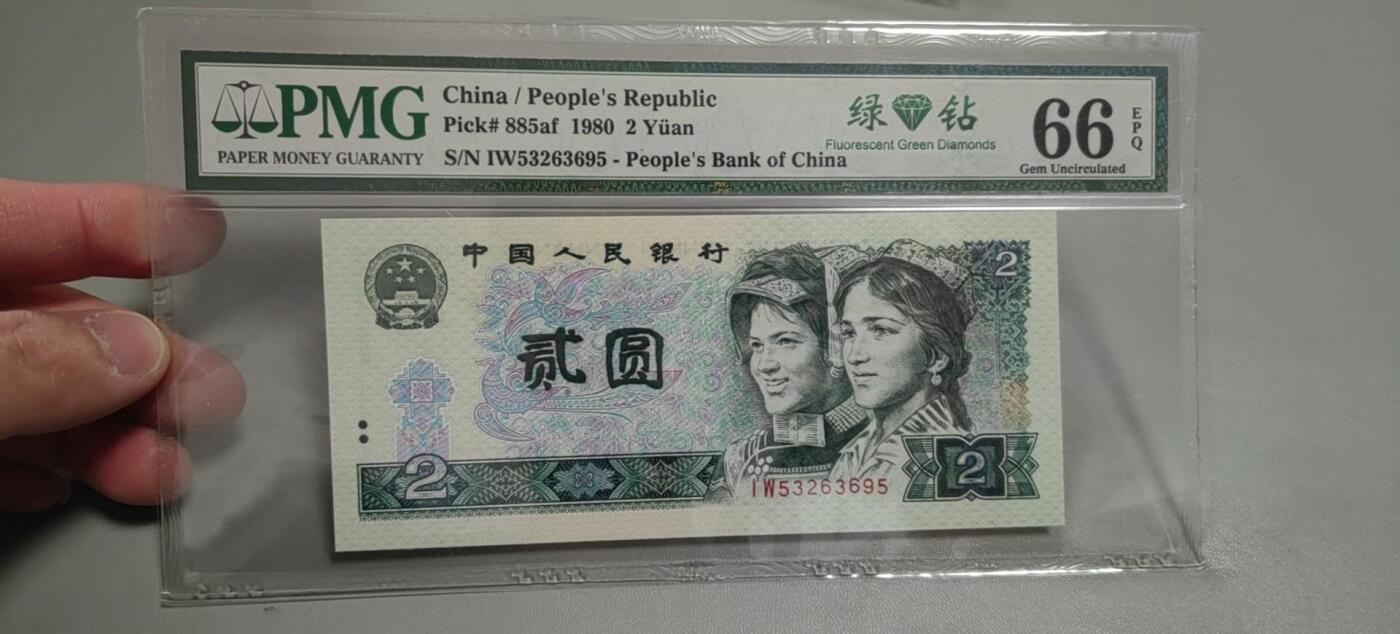 PMG
PAPER MONEY GUARANTY
China / People's Republic
Pick# 885af 1980 2 Yüan
S/N IW53263695 - People's Bank of China
绿 钻
Fluorescent Green Diamonds
66 EPQ
Gem Uncirculated
中国人民银行
2
贰圆
2
IW53263695
2